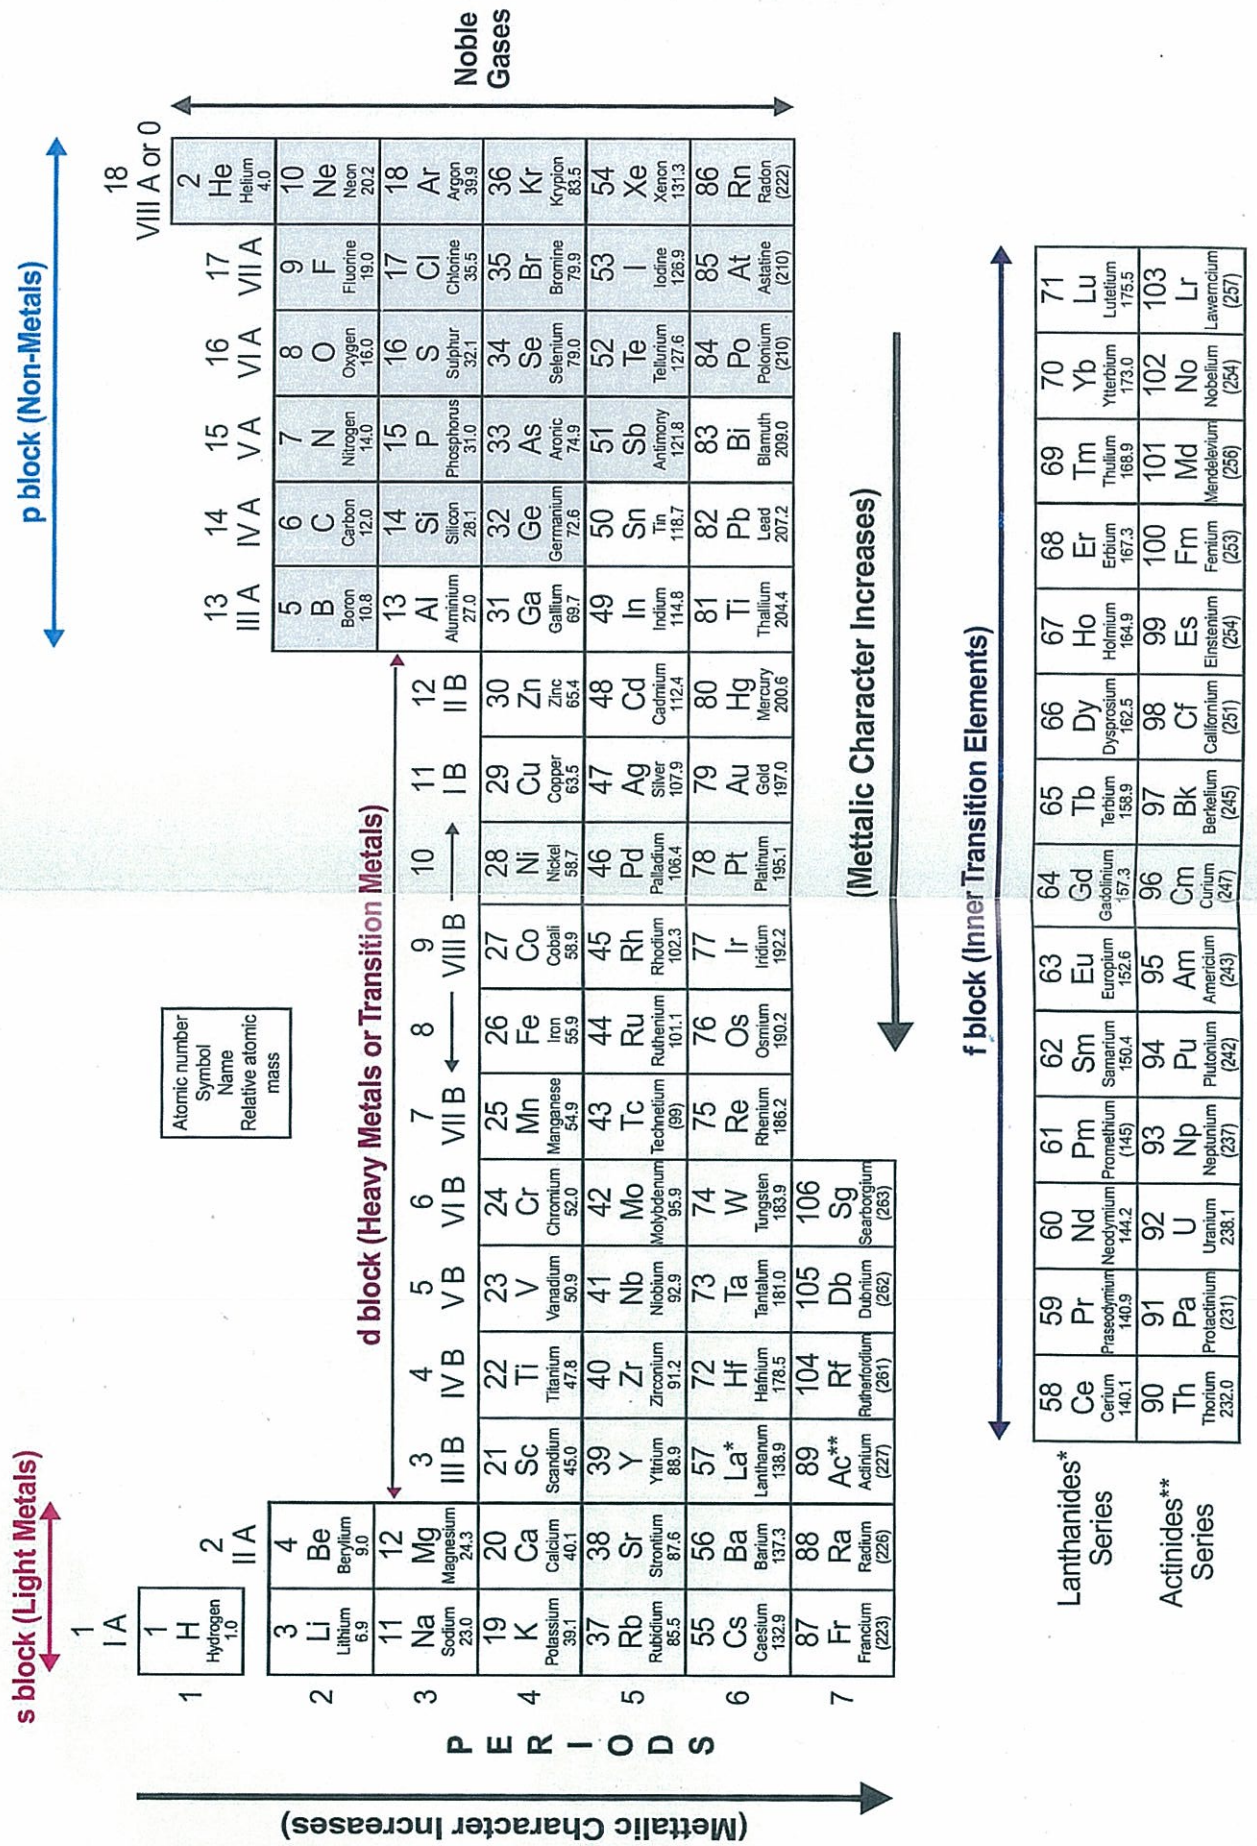 s block (Light Metals)
p block (Non-Metals)
1
I A
18
VIII A or 0
1
1
H
Hydrogen
1.0
Atomic number
Symbol
Name
Relative atomic
mass
2
He
Helium
4.0
2
II A
13 14 15 16 17
III A IV A V A VI A VII A
2
3 4 5 6 7 8 9 10
Li Be B C N O F Ne
Lithium Berylium Boron Carbon Nitrogen Oxygen Fluorine Neon
6.9 9.0 10.8 12.0 14.0 16.0 19.0 20.2
d block (Heavy Metals or Transition Metals)
3
11 12 13 14 15 16 17 18
Na Mg Al Si P S Cl Ar
Sodium Magnesium Aluminium Silicon Phosphorus Sulphur Chlorine Argon
23.0 24.3 27.0 28.1 31.0 32.1 35.5 39.9
3 4 5 6 7 8 9 10 11 12
III B IV B V B VI B VII B VIII B I B II B
4
19 20 21 22 23 24 25 26 27 28 29 30 31 32 33 34 35 36
K Ca Sc Ti V Cr Mn Fe Co Ni Cu Zn Ga Ge As Se Br Kr
Potassium Calcium Scandium Titanium Vanadium Chromium Manganese Iron Cobali Nickel Copper Zinc Gallium Germanium Aronic Selenium Bromine Krypion
39.1 40.1 45.0 47.8 50.9 52.0 54.9 55.9 58.9 58.7 63.5 65.4 69.7 72.6 74.9 79.0 79.9 83.5
5
37 38 39 40 41 42 43 44 45 46 47 48 49 50 51 52 53 54
Rb Sr Y Zr Nb Mo Tc Ru Rh Pd Ag Cd In Sn Sb Te I Xe
Rubidium Strontium Yttrium Zirconium Niobium Molybdenum Technetium Ruthenium Rhodium Palladium Silver Cadmium Indium Tin Antimony Tellurium Iodine Xenon
85.5 87.6 88.9 91.2 92.9 95.9 (99) 101.1 102.3 106.4 107.9 112.4 114.8 118.7 121.8 127.6 126.9 131.3
6
55 56 57 72 73 74 75 76 77 78 79 80 81 82 83 84 85 86
Cs Ba La* Hf Ta W Re Os Ir Pt Au Hg Ti Pb Bi Po At Rn
Caesium Barium Lanthanum Hafnium Tantalum Tungsten Rhenium Osmium Iridium Platinum Gold Mercury Thallium Lead Blamuth Polonium Astatine Radon
132.9 137.3 138.9 178.5 181.0 183.9 186.2 190.2 192.2 195.1 197.0 200.6 204.4 207.2 209.0 (210) (210) (222)
7
87 88 89 104 105 106
Fr Ra Ac** Rf Db Sg
Francium Radium Actinium Rutherfordium Dubnium Searborgium
(223) (226) (227) (261) (262) (263)
PERIODS
(Mettalic Character Increases)
Noble
Gases
(Mettalic Character Increases)
f block (Inner Transition Elements)
Lanthanides*
Series
58 59 60 61 62 63 64 65 66 67 68 69 70 71
Ce Pr Nd Pm Sm Eu Gd Tb Dy Ho Er Tm Yb Lu
Cerium Praseodymium Neodymium Promethium Samarium Europium Gadolinium Terbium Dysprosium Holmium Erbium Thulium Ytterbium Lutetium
140.1 140.9 144.2 (145) 150.4 152.6 157.3 158.9 162.5 164.9 167.3 168.9 173.0 175.5
Actinides**
Series
90 91 92 93 94 95 96 97 98 99 100 101 102 103
Th Pa U Np Pu Am Cm Bk Cf Es Fm Md No Lr
Thorium Protactinium Uranium Neptunium Plutonium Americium Curium Berkelium Californium Einstenium Femium Mendelevium Nobelium Lawerncium
232.0 (231) 238.1 (237) (242) (243) (247) (245) (251) (254) (253) (256) (254) (257)